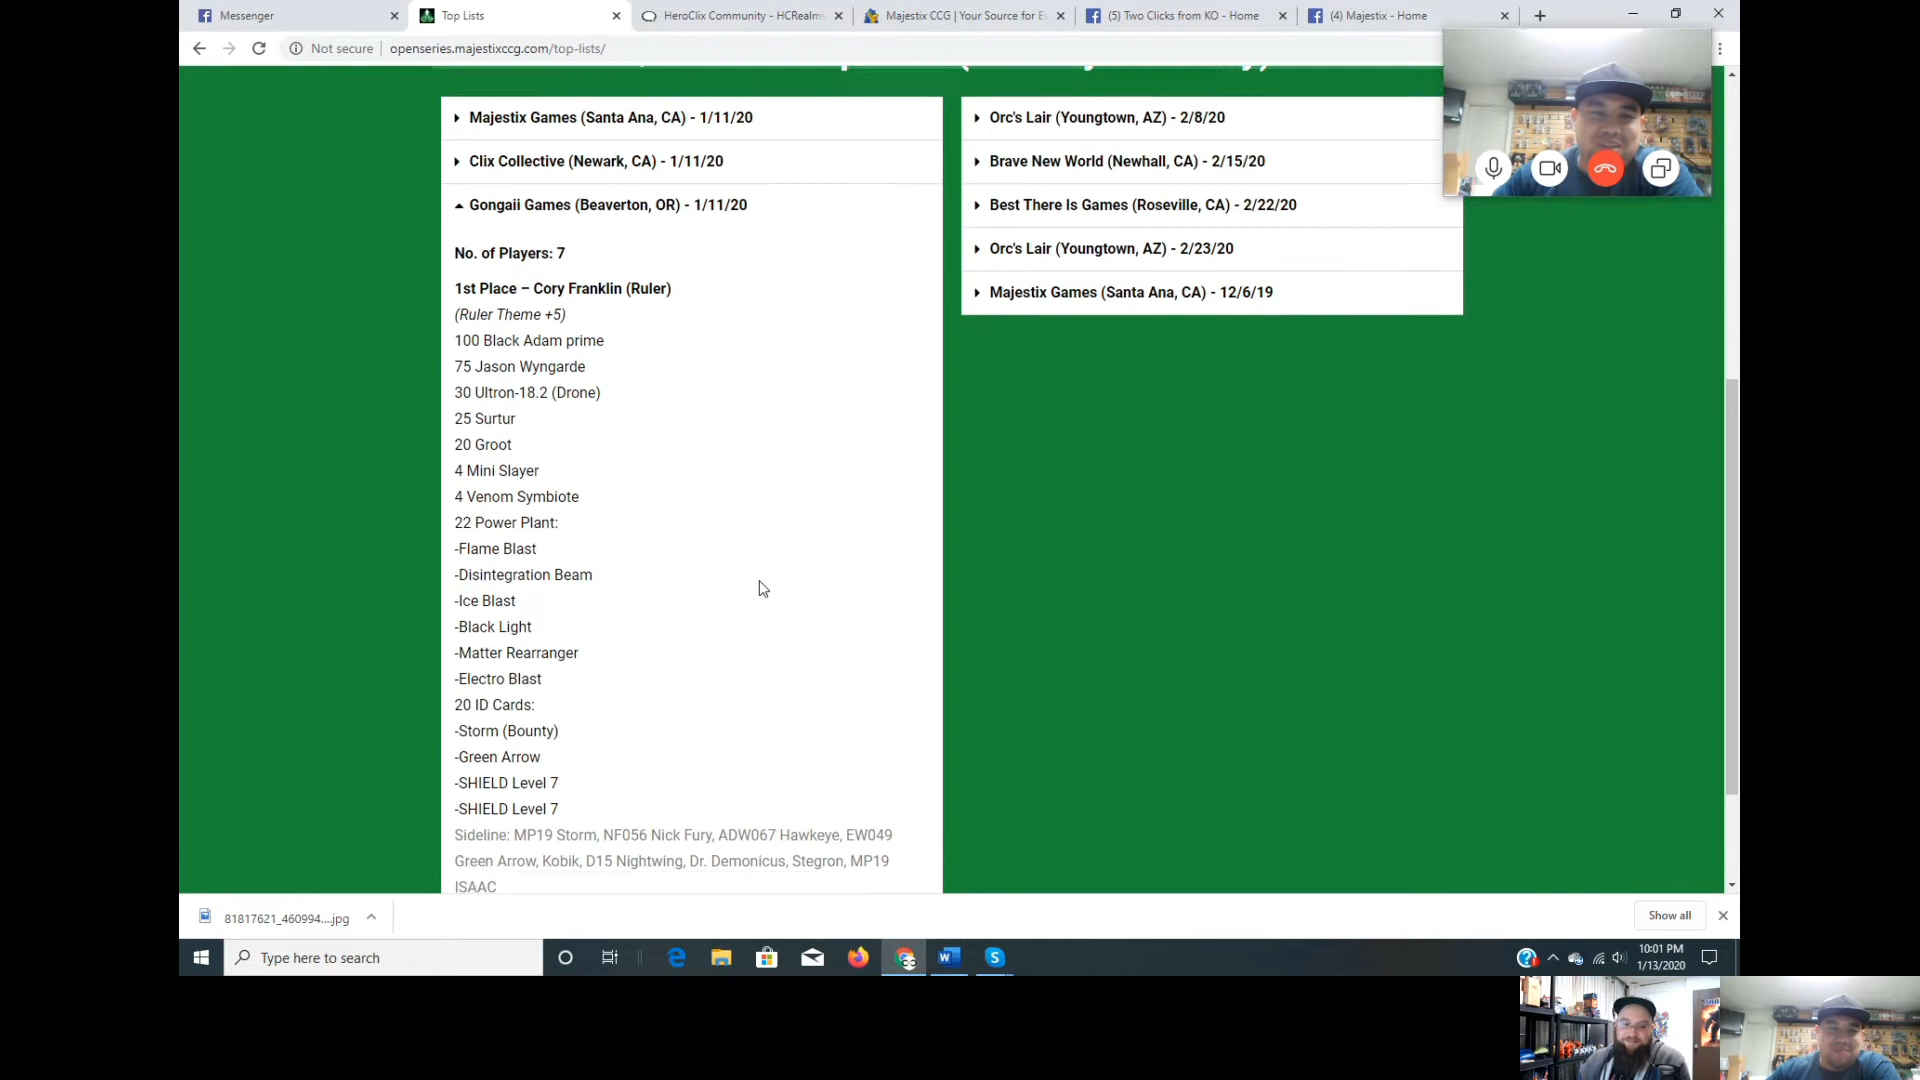 Messenger
Top Lists
HeroClix Community - HCRealms
Majestix CCG | Your Source for E
(5) Two Clicks from KO - Home
(4) Majestix - Home
Not secure
openseries.majestixccg.com/top-lists/
Majestix Games (Santa Ana, CA) - 1/11/20
Clix Collective (Newark, CA) - 1/11/20
Gongaii Games (Beaverton, OR) - 1/11/20
No. of Players: 7
1st Place – Cory Franklin (Ruler)
(Ruler Theme +5)
100 Black Adam prime
75 Jason Wyngarde
30 Ultron-18.2 (Drone)
25 Surtur
20 Groot
4 Mini Slayer
4 Venom Symbiote
22 Power Plant:
-Flame Blast
-Disintegration Beam
-Ice Blast
-Black Light
-Matter Rearranger
-Electro Blast
20 ID Cards:
-Storm (Bounty)
-Green Arrow
-SHIELD Level 7
-SHIELD Level 7
Sideline: MP19 Storm, NF056 Nick Fury, ADW067 Hawkeye, EW049
Green Arrow, Kobik, D15 Nightwing, Dr. Demonicus, Stegron, MP19
ISAAC
Orc's Lair (Youngtown, AZ) - 2/8/20
Brave New World (Newhall, CA) - 2/15/20
Best There Is Games (Roseville, CA) - 2/22/20
Orc's Lair (Youngtown, AZ) - 2/23/20
Majestix Games (Santa Ana, CA) - 12/6/19
81817621_460994....jpg
Show all
Type here to search
10:01 PM
1/13/2020